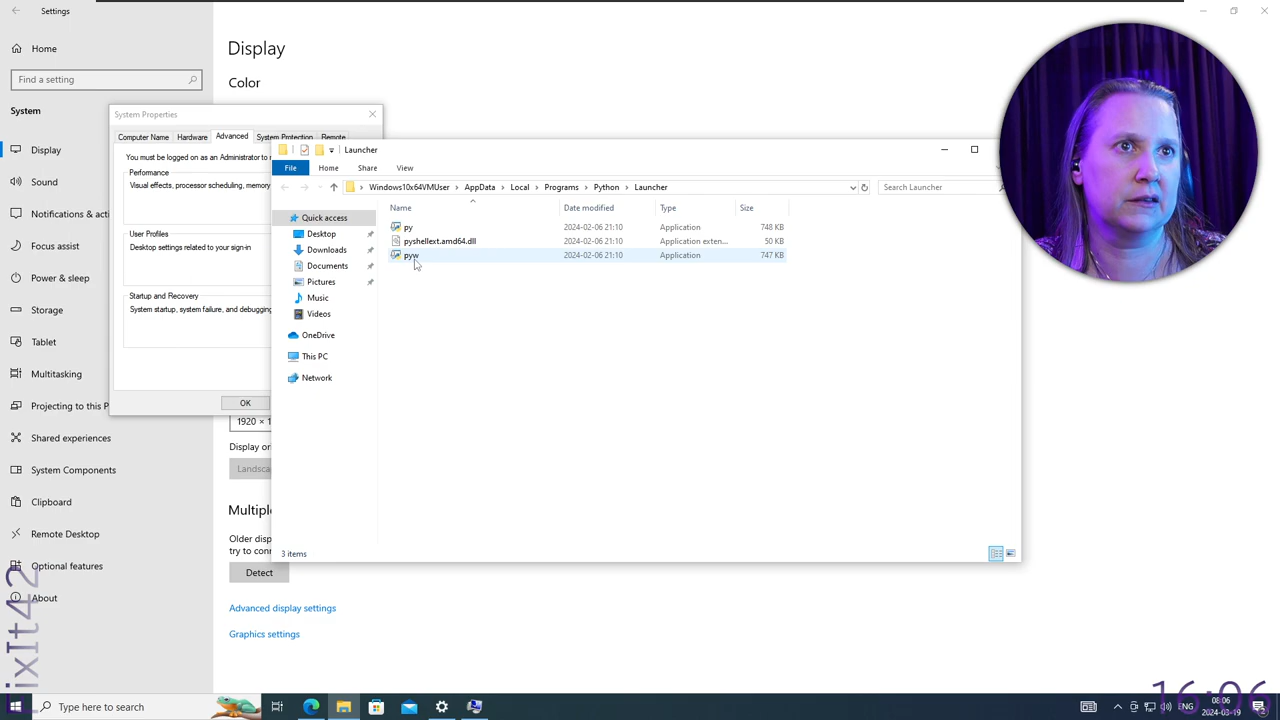 Settings
Home
Find a setting
System
Display
Sound
Notifications & acti
Focus assist
Power & sleep
Storage
Tablet
Multitasking
Projecting to this P
Shared experiences
System Components
Clipboard
Remote Desktop
Optional features
About
Display
Color
System Properties
Computer Name Hardware Advanced System Protection Remote
You must be logged on as an Administrator to
Performance
Visual effects, processor scheduling, memory
User Profiles
Desktop settings related to your sign-in
Startup and Recovery
System startup, system failure, and debugging
OK
1920 × 1
Display or
Landsca
Multiple
Older disp
try to conn
Detect
Advanced display settings
Graphics settings
Launcher
File Home Share View
Windows10x64VMUser > AppData > Local > Programs > Python > Launcher
Search Launcher
Name Date modified Type Size
py 2024-02-06 21:10 Application 748 KB
pyshellext.amd64.dll 2024-02-06 21:10 Application exten... 50 KB
pyw 2024-02-06 21:10 Application 747 KB
Quick access
Desktop
Downloads
Documents
Pictures
Music
Videos
OneDrive
This PC
Network
3 items
FixIt42
16:06
Type here to search
ENG
08:06
2024-03-19
2